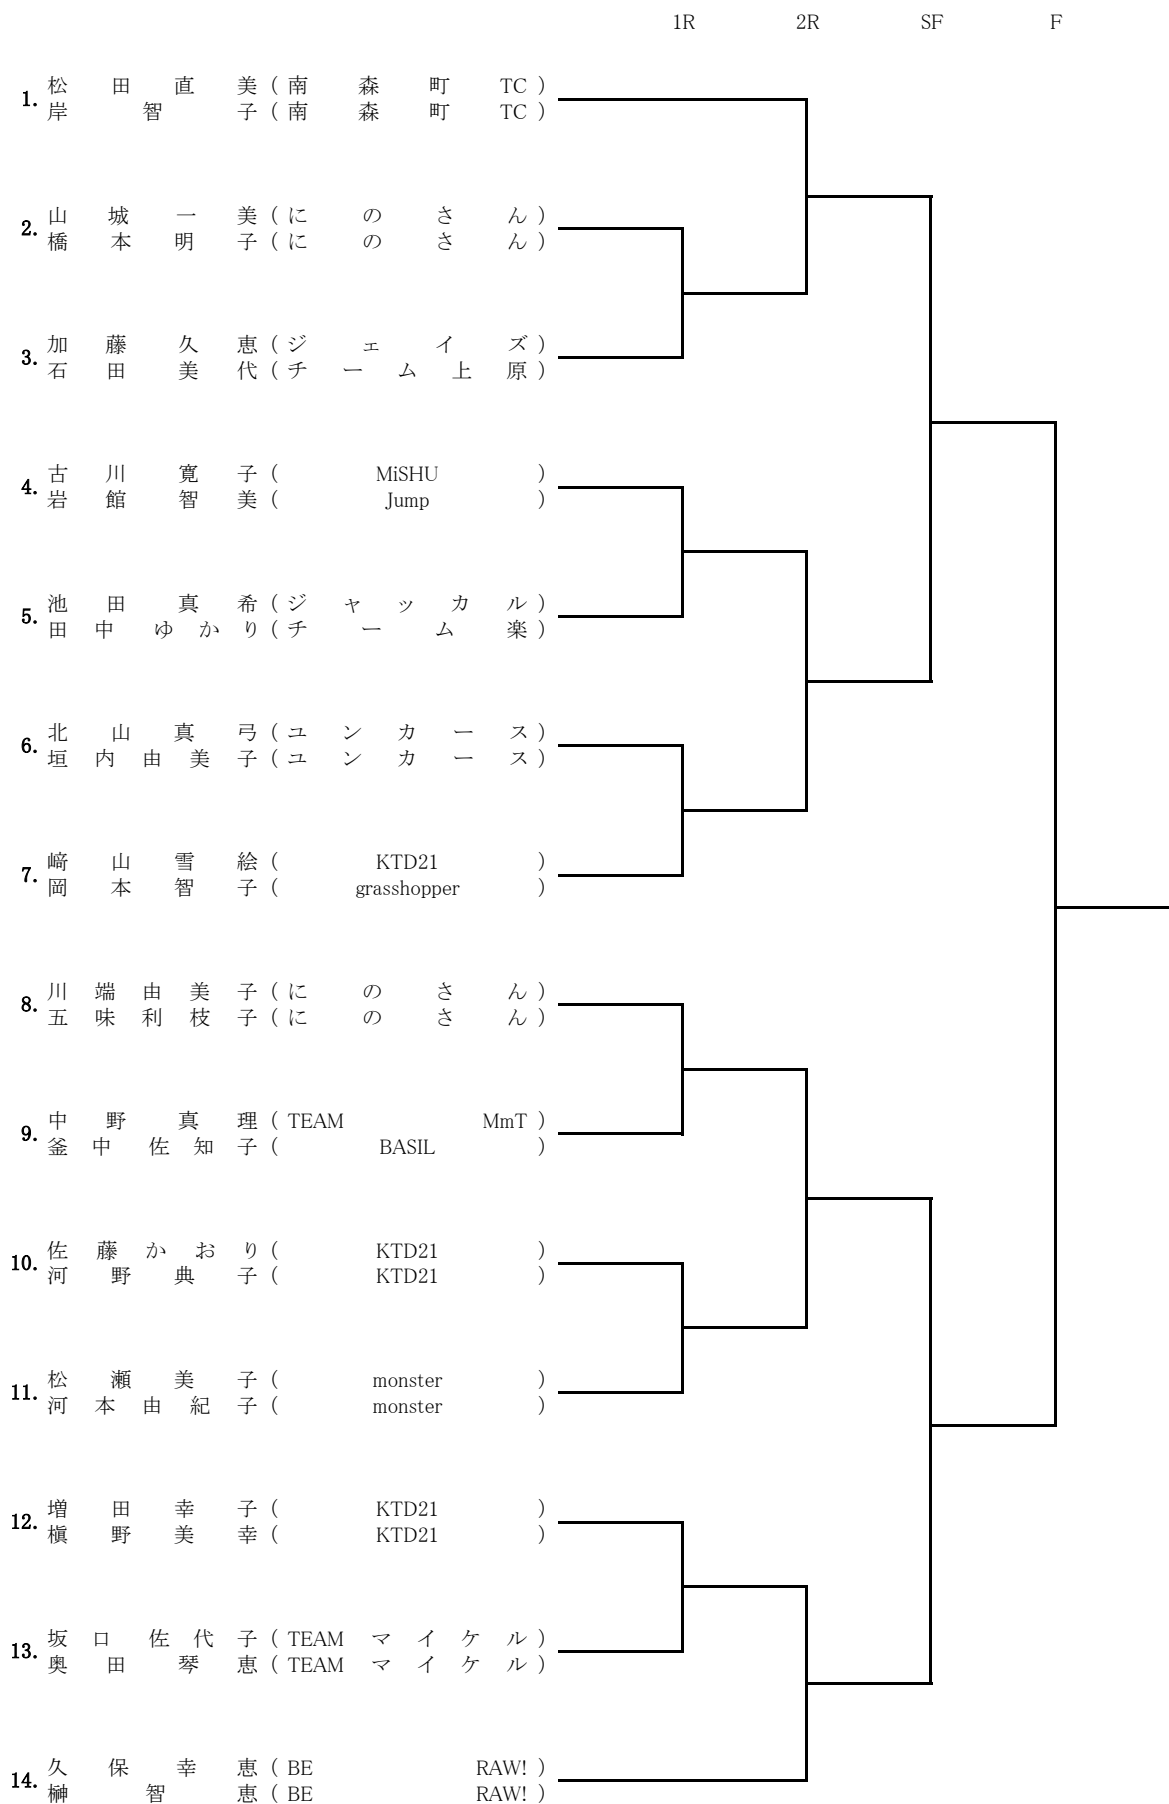 1R 2R SF F
1. 松田直美(南森町TC)
岸智子(南森町TC)
2. 山城一美(にのさん)
橋本明子(にのさん)
3. 加藤久恵(ジェイズ)
石田美代(チーム上原)
4. 古川寛子(MiSHU)
岩館智美(Jump)
5. 池田真希(ジャッカル)
田中ゆかり(チーム楽)
6. 北山真弓(ユンカース)
垣内由美子(ユンカース)
7. 﨑山雪絵(KTD21)
岡本智子(grasshopper)
8. 川端由美子(にのさん)
五味利枝子(にのさん)
9. 中野真理(TEAM MmT)
釜中佐知子(BASIL)
10. 佐藤かおり(KTD21)
河野典子(KTD21)
11. 松瀬美子(monster)
河本由紀子(monster)
12. 増田幸子(KTD21)
槇野美幸(KTD21)
13. 坂口佐代子(TEAMマイケル)
奥田琴恵(TEAMマイケル)
14. 久保幸恵(BE RAW!)
榊智恵(BE RAW!)